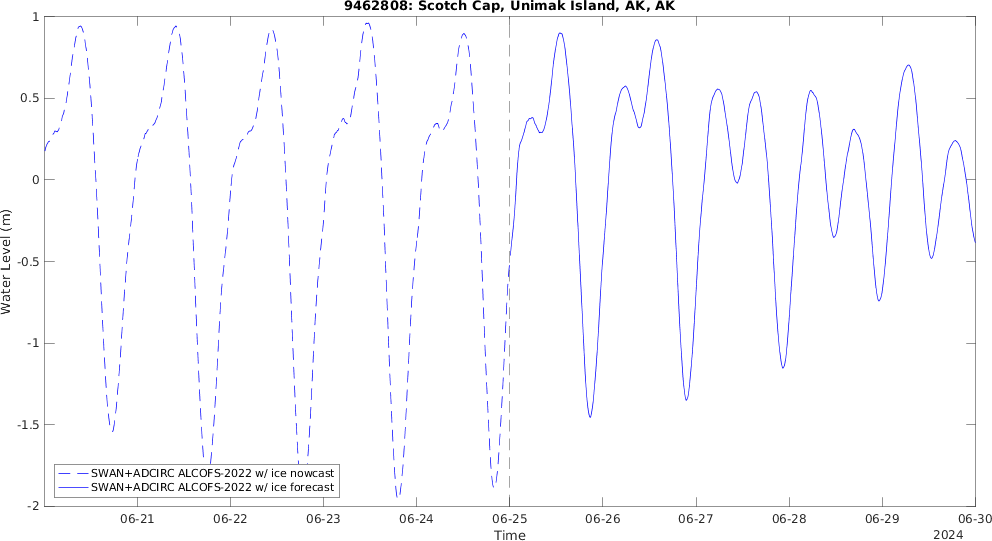 9462808: Scotch Cap, Unimak Island, AK, AK
Water Level (m)
1
0.5
0
-0.5
-1
-1.5
-2
SWAN+ADCIRC ALCOFS-2022 w/ ice nowcast
SWAN+ADCIRC ALCOFS-2022 w/ ice forecast
06-21 06-22 06-23 06-24 06-25 06-26 06-27 06-28 06-29 06-30
Time
2024